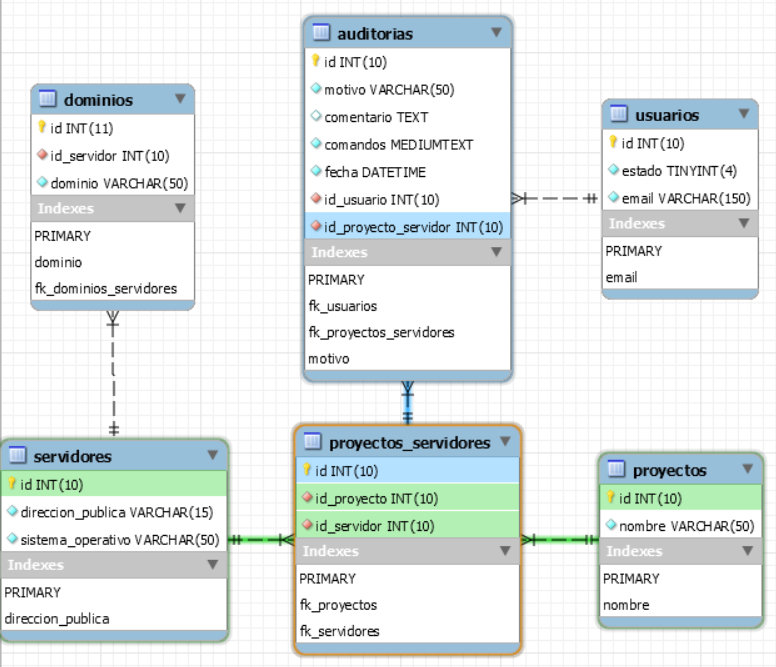 auditorias
id INT(10)
motivo VARCHAR(50)
comentario TEXT
comandos MEDIUMTEXT
fecha DATETIME
id_usuario INT(10)
id_proyecto_servidor INT(10)
Indexes
PRIMARY
fk_usuarios
fk_proyectos_servidores
motivo
dominios
id INT(11)
id_servidor INT(10)
dominio VARCHAR(50)
Indexes
PRIMARY
dominio
fk_dominios_servidores
usuarios
id INT(10)
estado TINYINT(4)
email VARCHAR(150)
Indexes
PRIMARY
email
servidores
id INT(10)
direccion_publica VARCHAR(15)
sistema_operativo VARCHAR(50)
Indexes
PRIMARY
direccion_publica
proyectos_servidores
id INT(10)
id_proyecto INT(10)
id_servidor INT(10)
Indexes
PRIMARY
fk_proyectos
fk_servidores
proyectos
id INT(10)
nombre VARCHAR(50)
Indexes
PRIMARY
nombre